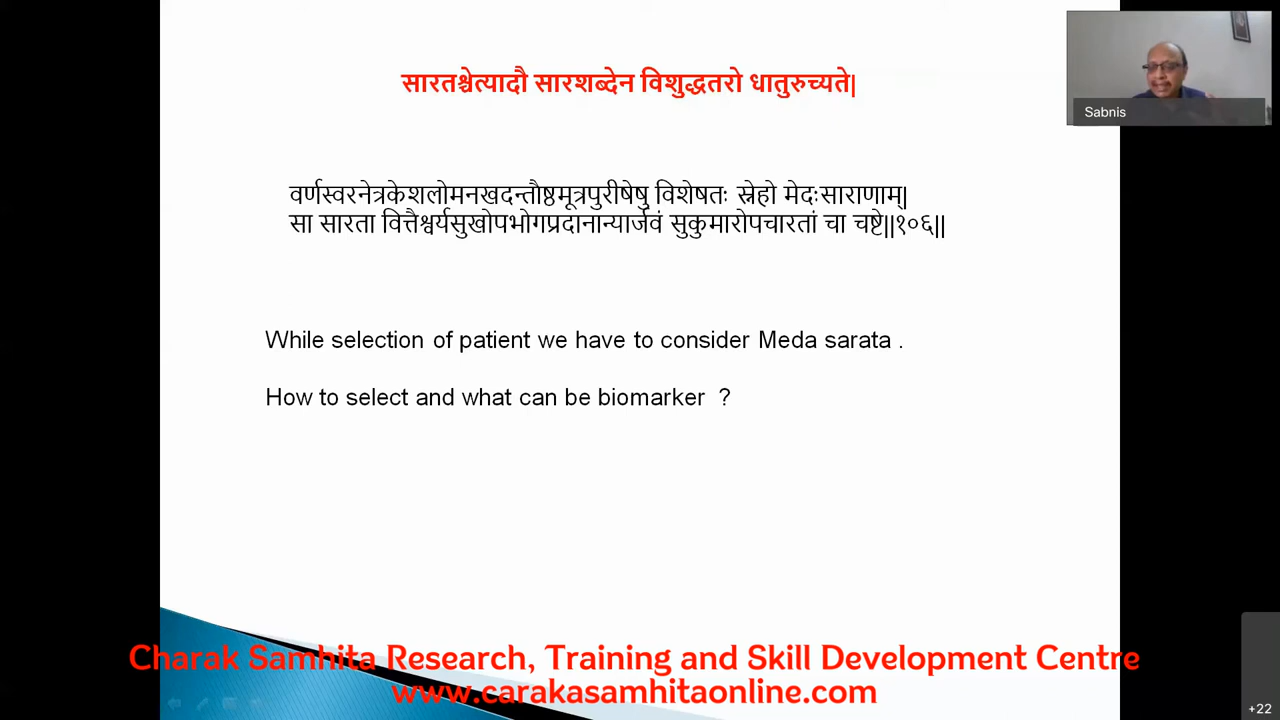 सारतश्चेत्यादौ सारशब्देन विशुद्धतरो धातुरुच्यते|
Sabnis
वर्णस्वरनेत्रकेशलोमनखदन्तौष्ठमूत्रपुरीषेषु विशेषतः स्नेहो मेदःसाराणाम्|
सा सारता वित्तैश्वर्यसुखोपभोगप्रदानान्यार्जवं सुकुमारोपचारतां चा चष्टे||१०६||
While selection of patient we have to consider Meda sarata .
How to select and what can be biomarker ?
Charak Samhita Research, Training and Skill Development Centre
www.carakasamhitaonline.com
+22